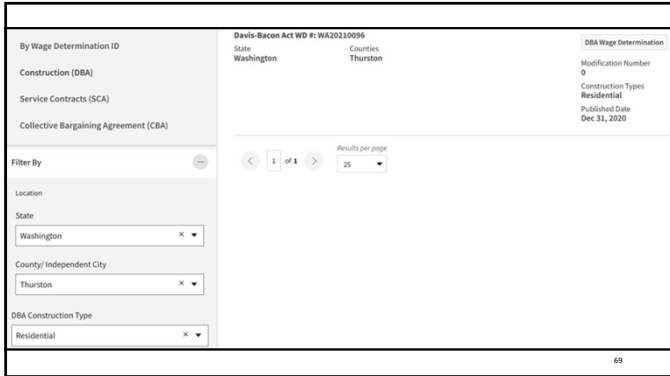 By Wage Determination ID
Construction (DBA)
Service Contracts (SCA)
Collective Bargaining Agreement (CBA)
Filter By
Location
State
Washington
County/ Independent City
Thurston
DBA Construction Type
Residential
Davis-Bacon Act WD #: WA20210096
State Counties
Washington Thurston
DBA Wage Determination
Modification Number
0
Construction Types
Residential
Published Date
Dec 31, 2020
Results per page
1 of 1
25
69